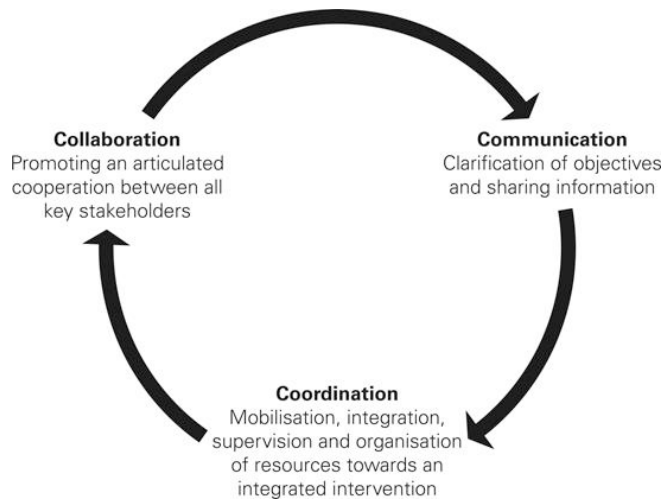 Collaboration
Promoting an articulated
cooperation between all
key stakeholders
Communication
Clarification of objectives
and sharing information
Coordination
Mobilisation, integration,
supervision and organisation
of resources towards an
integrated intervention